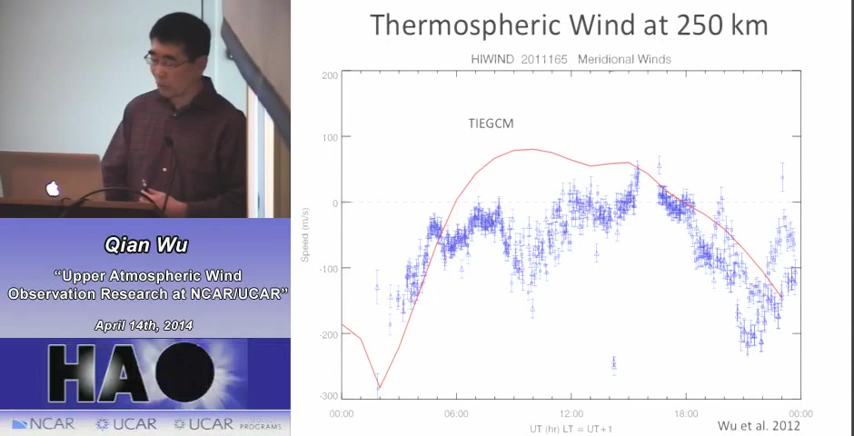 Thermospheric Wind at 250 km
HIWIND 2011165 Meridional Winds
200
100
0
-100
-200
-300
Speed (m/s)
TIEGCM
00:00
06:00
12:00
18:00
00:00
UT (hr) LT = UT+1
Wu et al. 2012
Qian Wu
"Upper Atmospheric Wind
Observation Research at NCAR/UCAR"
April 14th, 2014
HAO
NCAR
UCAR
UCAR
PROGRAMS